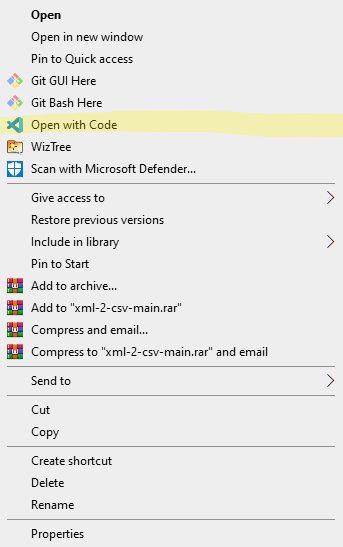 Open
Open in new window
Pin to Quick access
Git GUI Here
Git Bash Here
Open with Code
WizTree
Scan with Microsoft Defender...
Give access to
Restore previous versions
Include in library
Pin to Start
Add to archive...
Add to "xml-2-csv-main.rar"
Compress and email...
Compress to "xml-2-csv-main.rar" and email
Send to
Cut
Copy
Create shortcut
Delete
Rename
Properties